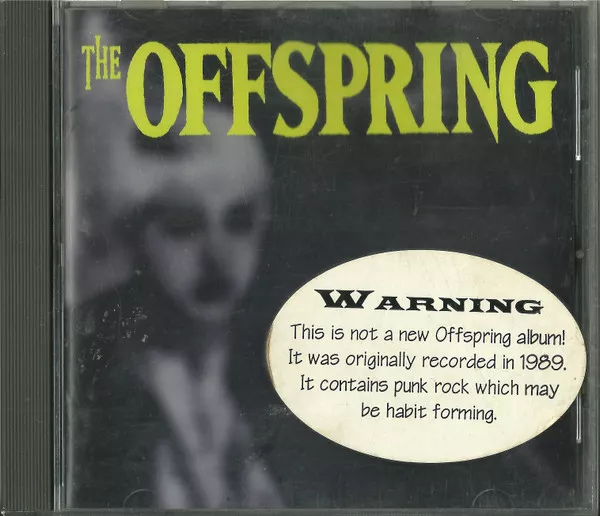 THE OFFSPRING
WARNING
This is not a new Offspring album!
It was originally recorded in 1989.
It contains punk rock which may
be habit forming.